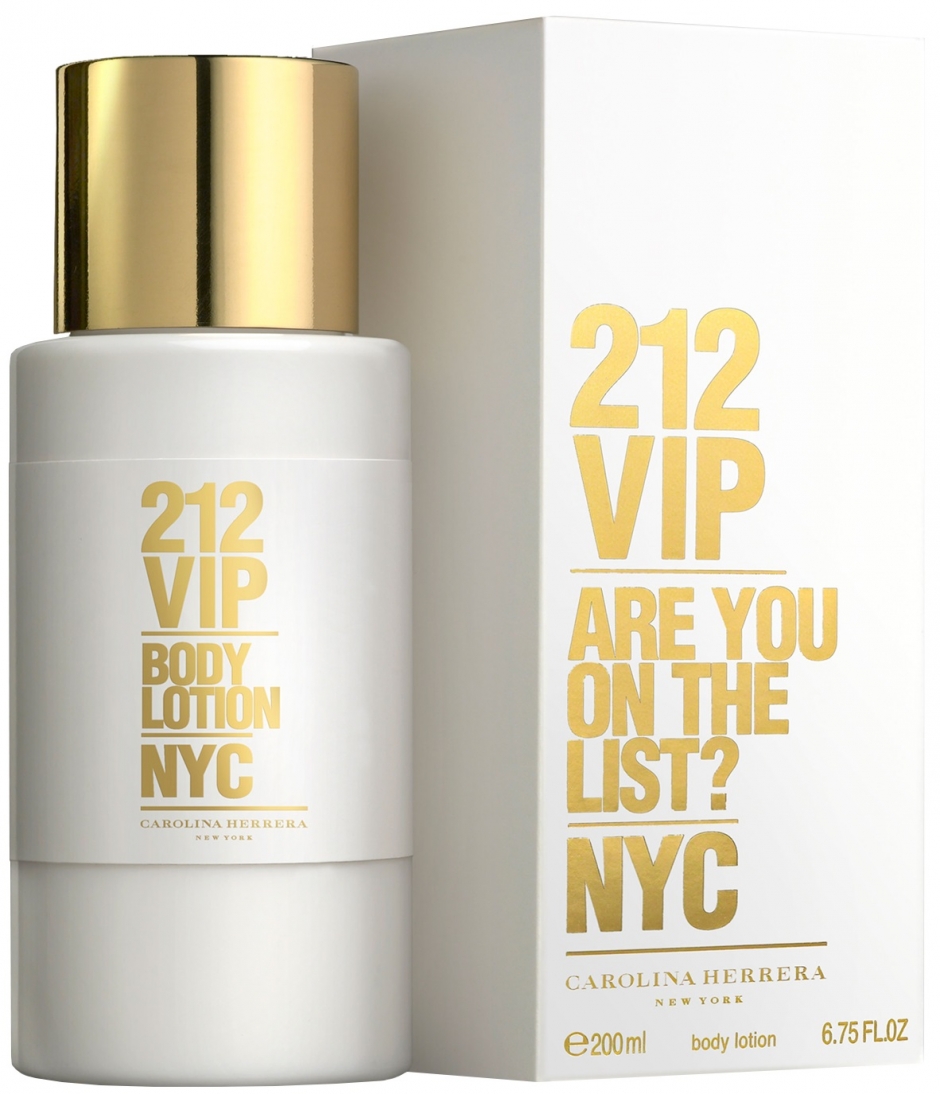 212
VIP
BODY
LOTION
NYC
CAROLINA HERRERA
NEW YORK
212
VIP
ARE YOU
ON THE
LIST?
NYC
CAROLINA HERRERA
NEW YORK
℮200ml body lotion 6.75 FL.OZ